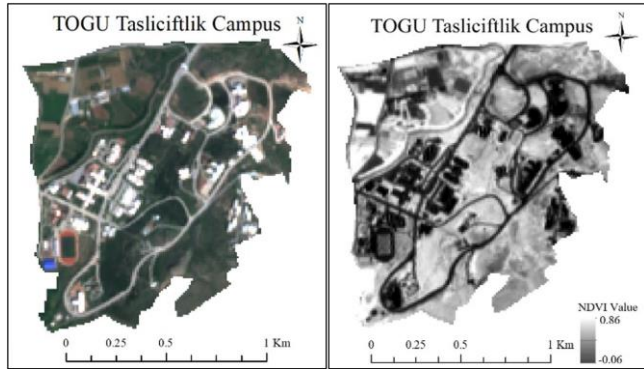 TOGU Tasliciftlik Campus
N
0 0.25 0.5 1 Km
TOGU Tasliciftlik Campus
N
NDVI Value
0.86
-0.06
0 0.25 0.5 1 Km